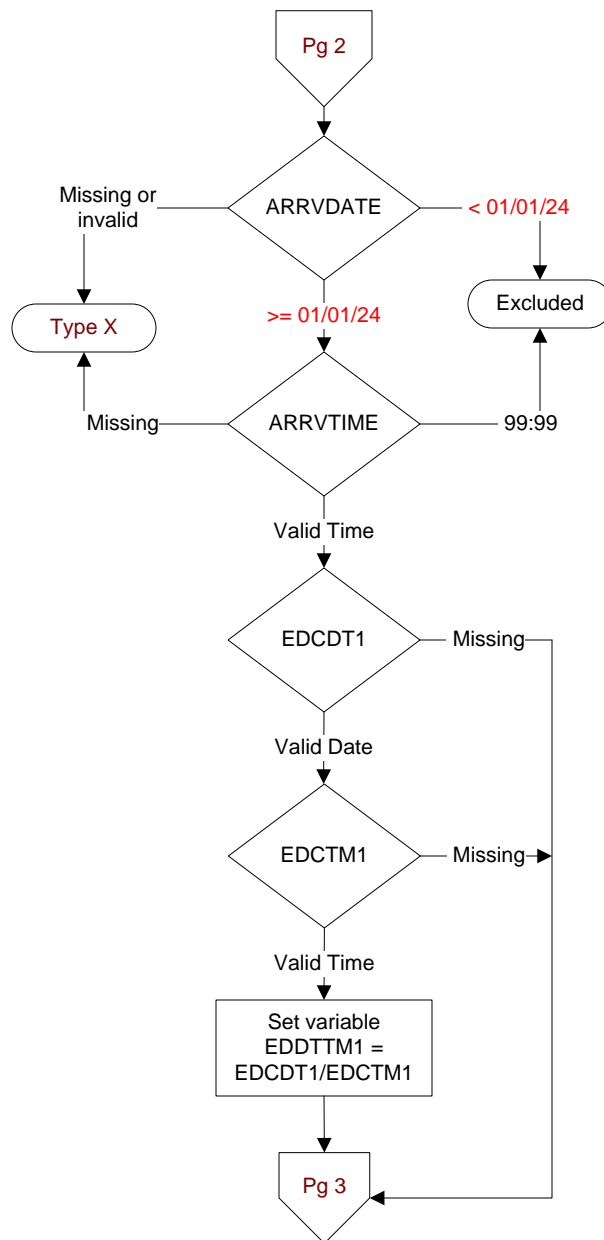 Pg 2
Missing or
invalid
ARRVDATE
< 01/01/24
Type X
>= 01/01/24
Excluded
Missing
ARRVTIME
99:99
Valid Time
EDCDT1
Missing
Valid Date
EDCTM1
Missing
Valid Time
Set variable
EDDTTM1 =
EDCDT1/EDCTM1
Pg 3